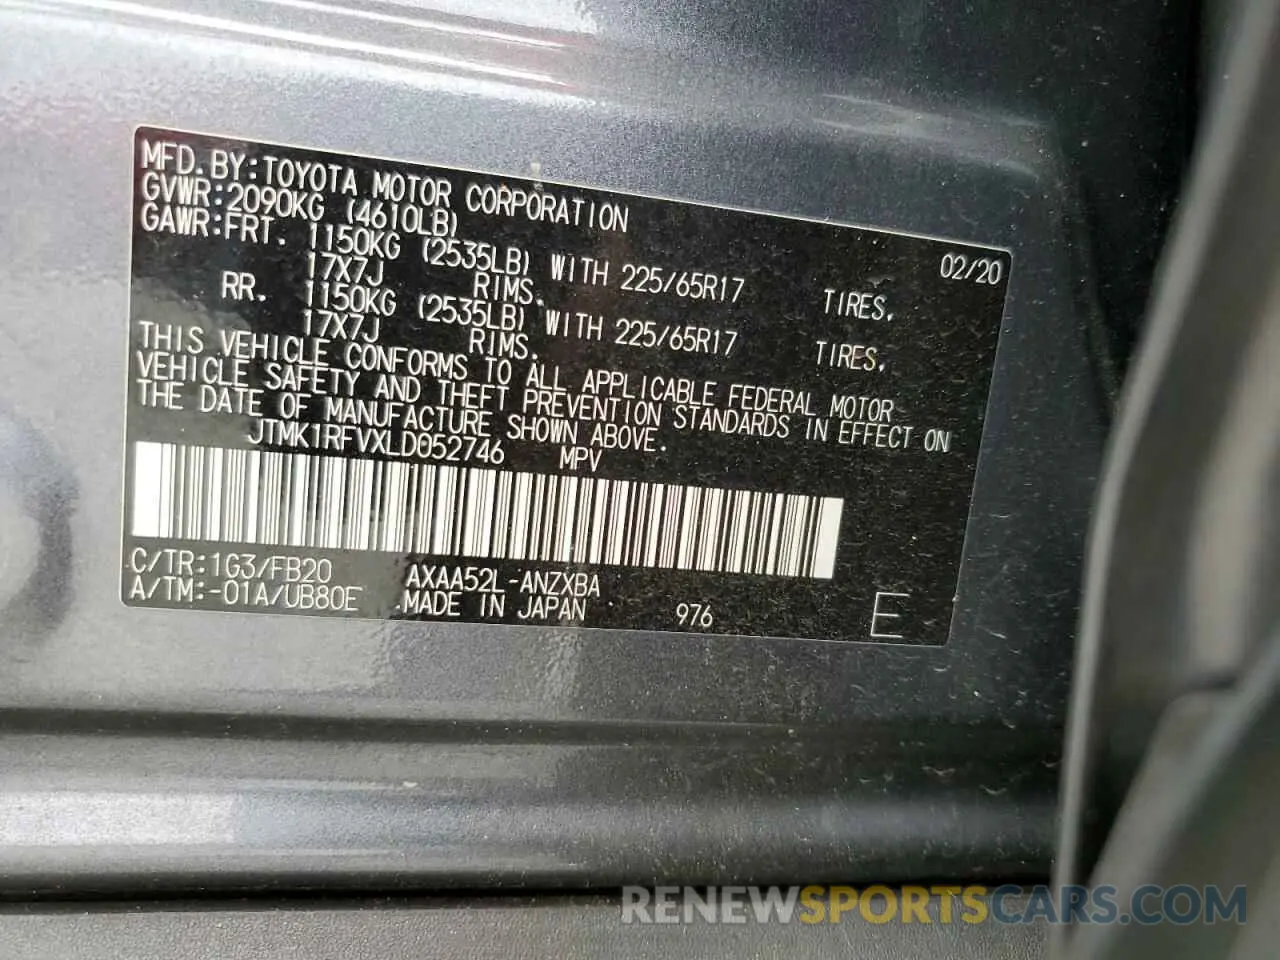 MFD.BY:TOYOTA MOTOR CORPORATION 02/20
GVWR:2090KG (4610LB)
GAWR:FRT. 1150KG (2535LB) WITH 225/65R17 TIRES.
17X7J RIMS.
RR. 1150KG (2535LB) WITH 225/65R17 TIRES.
17X7J RIMS.
THIS VEHICLE CONFORMS TO ALL APPLICABLE FEDERAL MOTOR
VEHICLE SAFETY AND THEFT PREVENTION STANDARDS IN EFFECT ON
THE DATE OF MANUFACTURE SHOWN ABOVE.
JTMK1RFVXLD052746 MPV
C/TR:1G3/FB20 AXAA52L-ANZXBA
A/TM:-01A/UB80E MADE IN JAPAN 976 E
RENEWSPORTSCARS.COM